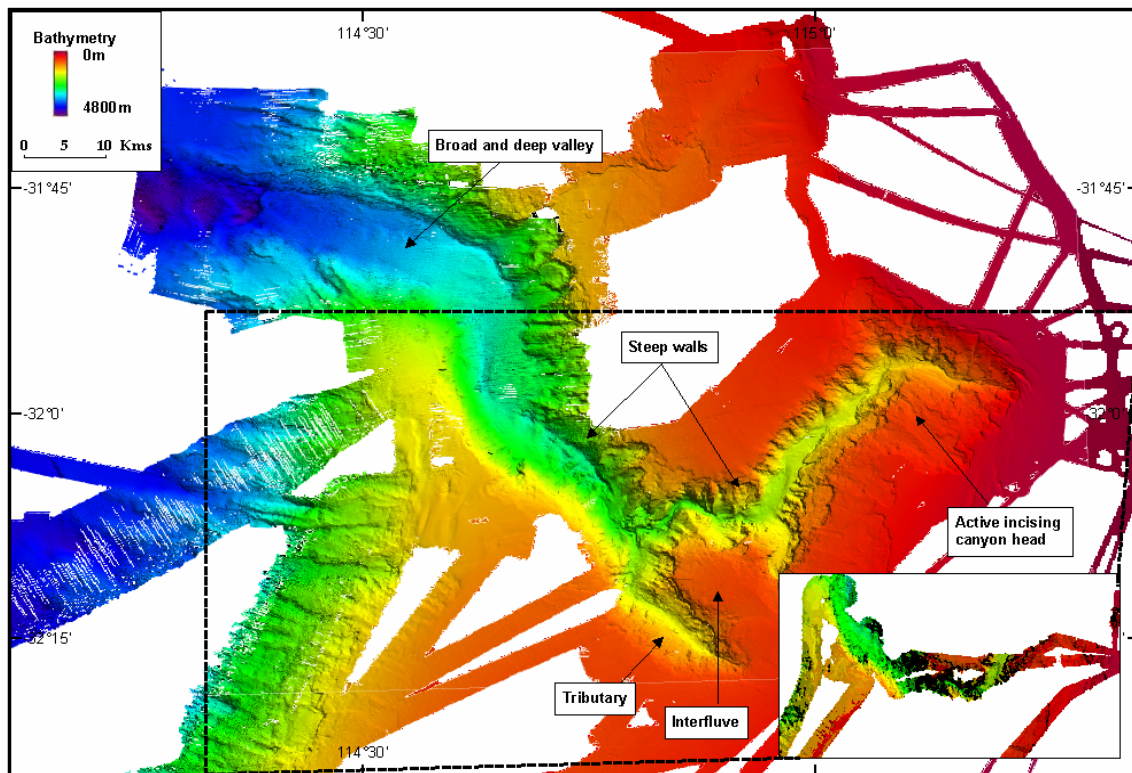 114°30'
115°0'
Bathymetry
0m
4800m
0 5 10 Kms
Broad and deep valley
-31°45'
-31°45'
Steep walls
-32°0'
32°0'
Active incising
canyon head
-32°15'
Tributary
Interfluve
114°30'